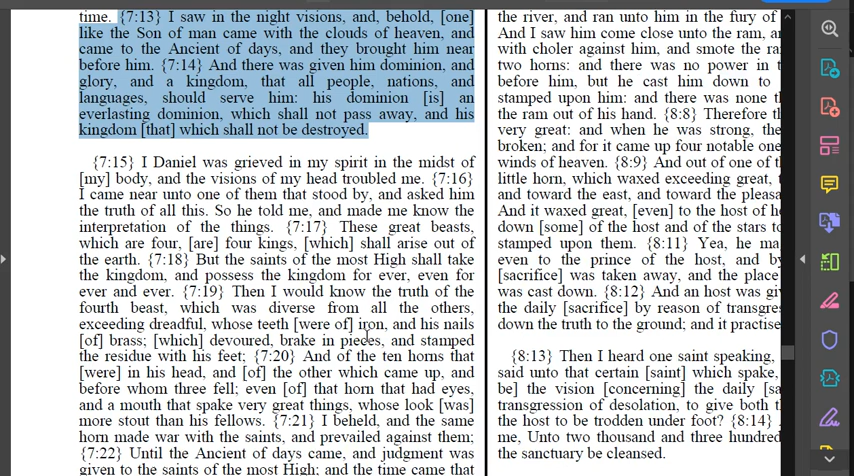 time. {7:13} I saw in the night visions, and, behold, [one]
like the Son of man came with the clouds of heaven, and
came to the Ancient of days, and they brought him near
before him. {7:14} And there was given him dominion, and
glory, and a kingdom, that all people, nations, and
languages, should serve him: his dominion [is] an
everlasting dominion, which shall not pass away, and his
kingdom [that] which shall not be destroyed.
{7:15} I Daniel was grieved in my spirit in the midst of
[my] body, and the visions of my head troubled me. {7:16}
I came near unto one of them that stood by, and asked him
the truth of all this. So he told me, and made me know the
interpretation of the things. {7:17} These great beasts,
which are four, [are] four kings, [which] shall arise out of
the earth. {7:18} But the saints of the most High shall take
the kingdom, and possess the kingdom for ever, even for
ever and ever. {7:19} Then I would know the truth of the
fourth beast, which was diverse from all the others,
exceeding dreadful, whose teeth [were of] iron, and his nails
[of] brass; [which] devoured, brake in pieces, and stamped
the residue with his feet; {7:20} And of the ten horns that
[were] in his head, and [of] the other which came up, and
before whom three fell; even [of] that horn that had eyes,
and a mouth that spake very great things, whose look [was]
more stout than his fellows. {7:21} I beheld, and the same
horn made war with the saints, and prevailed against them;
{7:22} Until the Ancient of days came, and judgment was
given to the saints of the most High; and the time came that
the river, and ran unto him in the fury of
And I saw him come close unto the ram, a
with choler against him, and smote the ra
two horns: and there was no power in t
before him, but he cast him down to
stamped upon him: and there was none t
the ram out of his hand. {8:8} Therefore t
very great: and when he was strong, the
broken; and for it came up four notable one
winds of heaven. {8:9} And out of one of t
little horn, which waxed exceeding great, t
and toward the east, and toward the pleasa
And it waxed great, [even] to the host of he
down [some] of the host and of the stars to
stamped upon them. {8:11} Yea, he ma
even to the prince of the host, and by
[sacrifice] was taken away, and the place
was cast down. {8:12} And an host was gi
the daily [sacrifice] by reason of transgres
down the truth to the ground; and it practise
{8:13} Then I heard one saint speaking,
said unto that certain [saint] which spake,
be] the vision [concerning] the daily [sa
transgression of desolation, to give both t
the host to be trodden under foot? {8:14}
me, Unto two thousand and three hundred
the sanctuary be cleansed.